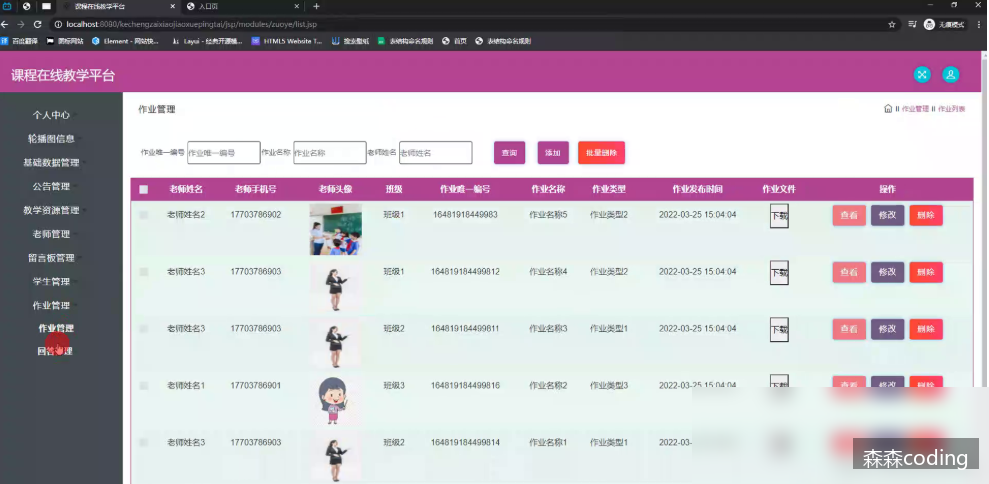 课程在线教学平台
入口页
localhost:8080/kechengzaixiaojiaoxuepingtai/jsp/modules/zuoye/list.jsp
无痕模式
百度翻译
图标网站
Element - 网站快...
Layui - 经典开源模...
HTML5 Website T...
搜索壁纸
表结构命名规则
首页
表结构命名规则
课程在线教学平台
个人中心
轮播图信息
基础数据管理
公告管理
教学资源管理
老师管理
留言板管理
学生管理
作业管理
作业管理
作业管理
作业管理
作业列表
作业唯一编号 作业唯一编号 作业名称 作业名称 老师姓名 老师姓名 查询 添加 批量删除
老师姓名 老师手机号 老师头像 班级 作业唯一编号 作业名称 作业类型 作业发布时间 作业文件 操作
老师姓名2 17703786902 班级1 16481918449983 作业名称5 作业类型2 2022-03-25 15:04:04 下载 查看 修改 删除
老师姓名3 17703786903 班级1 164819184499812 作业名称4 作业类型2 2022-03-25 15:04:04 下载 查看 修改 删除
老师姓名3 17703786903 班级2 164819184499811 作业名称3 作业类型1 2022-03-25 15:04:04 下载 查看 修改 删除
老师姓名1 17703786901 班级3 164819184499816 作业名称2 作业类型3 2022-03-25 15:04:04 下载 查看 修改 删除
老师姓名3 17703786903 班级2 164819184499814 作业名称1 作业类型1 2022-03-
森森coding